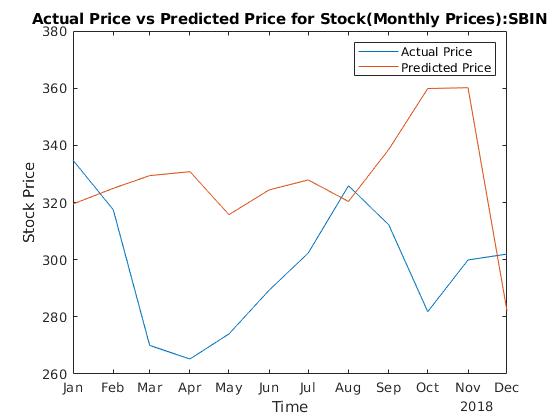 Actual Price vs Predicted Price for Stock(Monthly Prices):SBIN
380
360
340
320
300
280
260
Stock Price
Actual Price
Predicted Price
Jan Feb Mar Apr May Jun Jul Aug Sep Oct Nov Dec
2018
Time